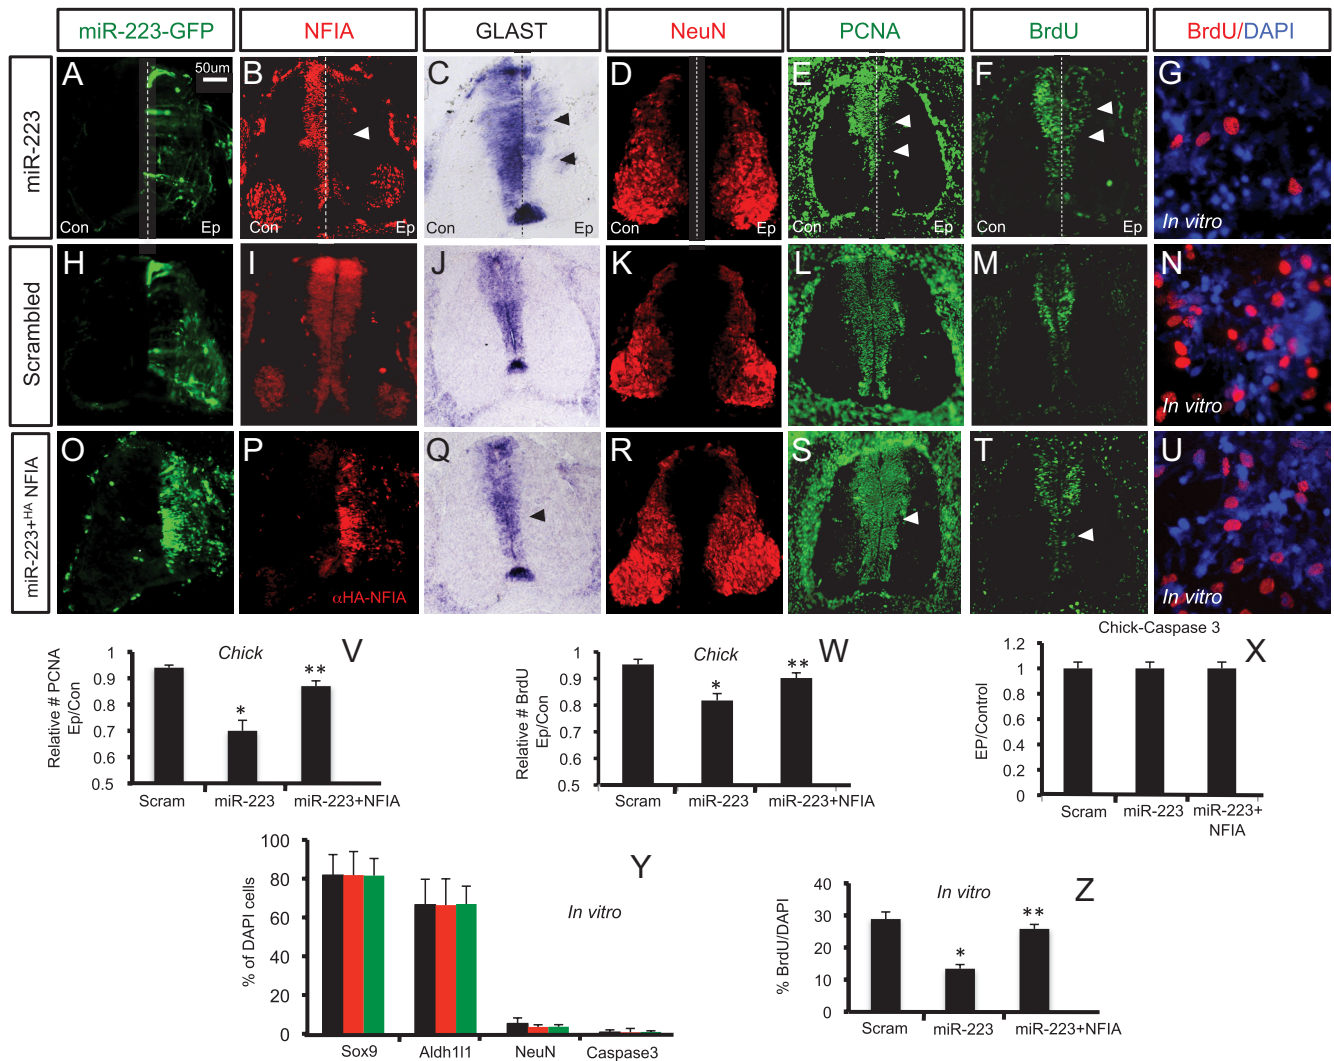 miR-223-GFP NFIA GLAST NeuN PCNA BrdU BrdU/DAPI
miR-223
A 50um B C D E F G
Con Ep Con Ep Con Ep Con Ep Con Ep Con Ep In vitro
Scrambled
H I J K L M N
In vitro
miR-223+HA NFIA
O P Q R S T U
αHA-NFIA In vitro
V
Chick
Relative # PCNA
Ep/Con
1
0.9
0.8
0.7
0.6
0.5
* **
Scram miR-223 miR-223+NFIA
W
Chick
Relative # BrdU
Ep/Con
1
0.9
0.8
0.7
0.6
0.5
* **
Scram miR-223 miR-223+NFIA
Chick-Caspase 3
X
EP/Control
1.2
1
0.8
0.6
0.4
0.2
0
Scram miR-223 miR-223+
NFIA
Y
In vitro
% of DAPI cells
100
80
60
40
20
0
Sox9 Aldh1l1 NeuN Caspase3
Z
In vitro
% BrdU/DAPI
40
30
20
10
0
* **
Scram miR-223 miR-223+NFIA